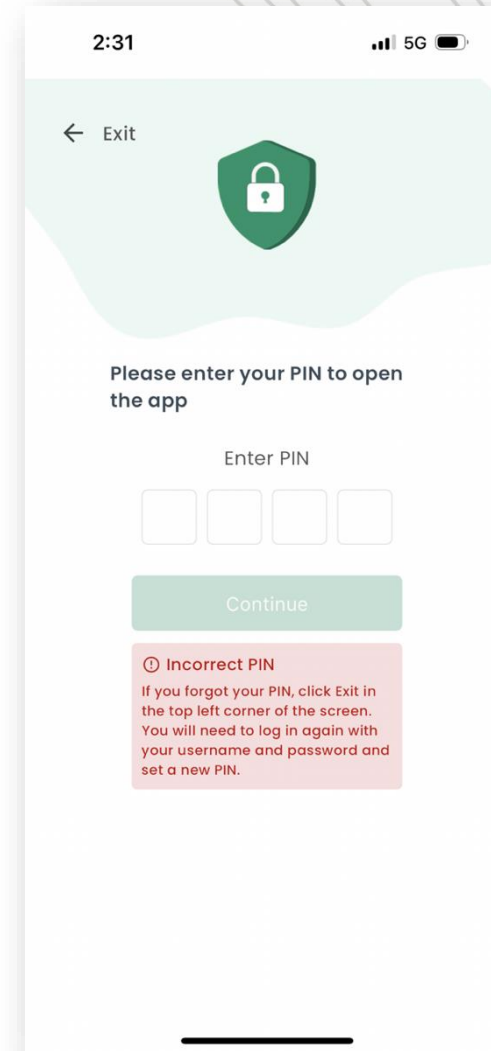 2:31
5G
Exit
Please enter your PIN to open
the app
Enter PIN
Continue
Incorrect PIN
If you forgot your PIN, click Exit in
the top left corner of the screen.
You will need to log in again with
your username and password and
set a new PIN.